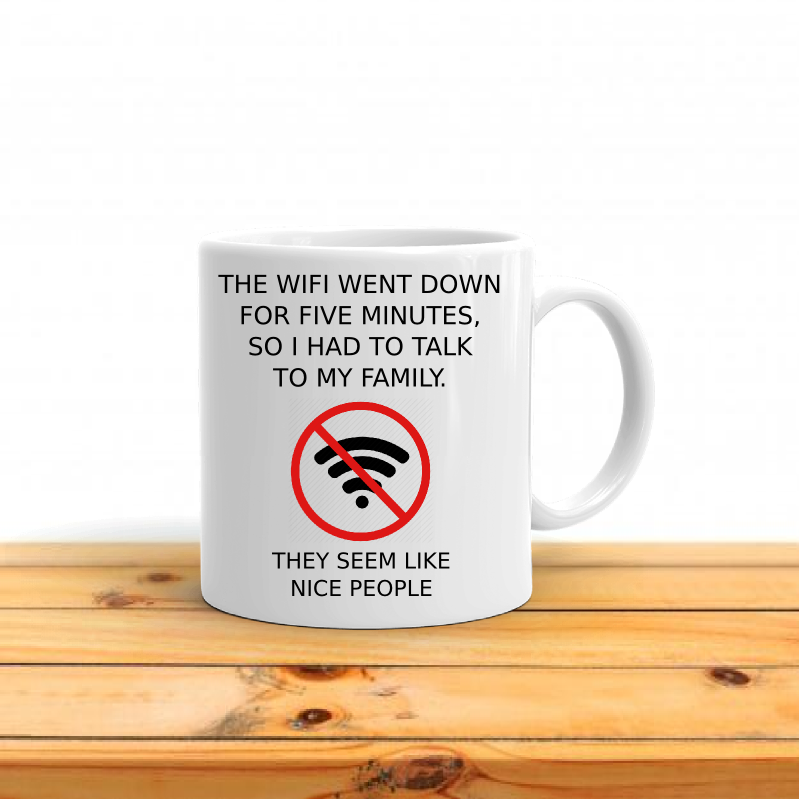 THE WIFI WENT DOWN
FOR FIVE MINUTES,
SO I HAD TO TALK
TO MY FAMILY.
THEY SEEM LIKE
NICE PEOPLE